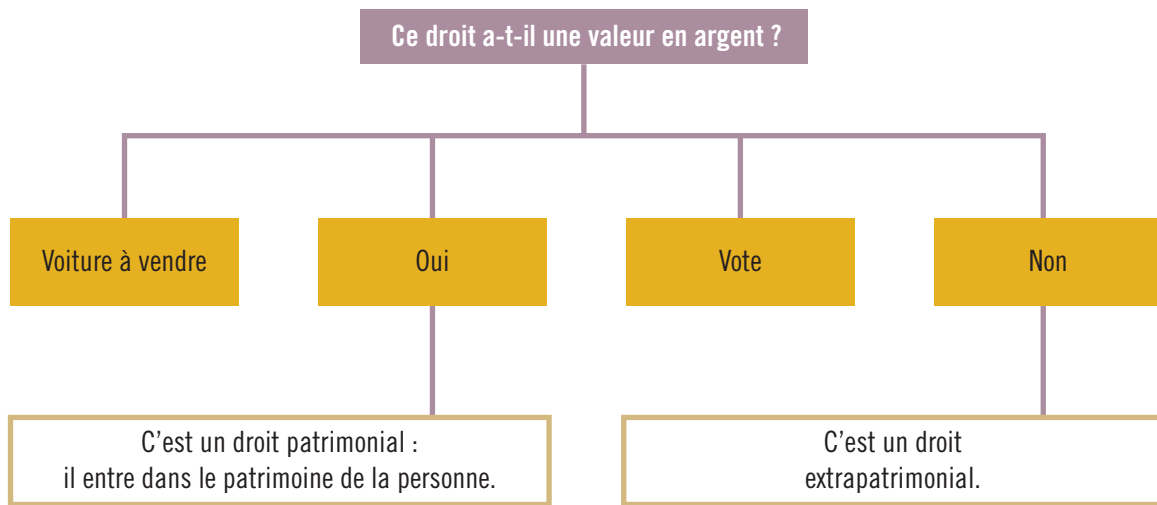 Ce droit a-t-il une valeur en argent ?
Voiture à vendre
Oui
Vote
Non
C’est un droit patrimonial :
il entre dans le patrimoine de la personne.
C’est un droit
extrapatrimonial.